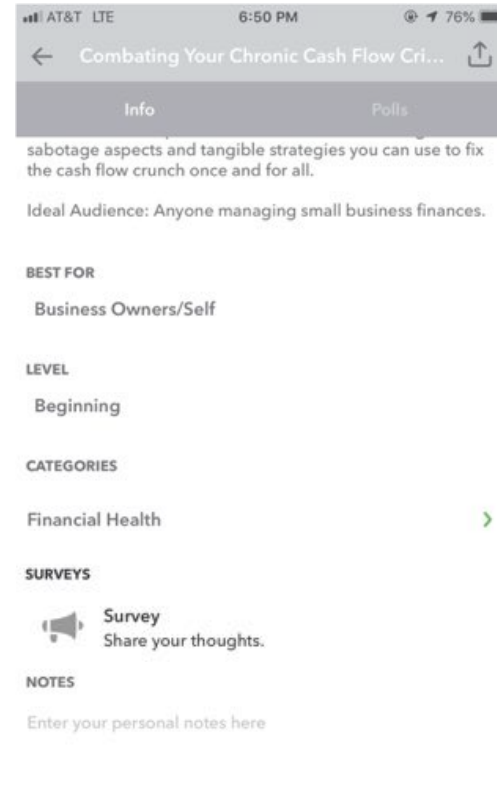 AT&T LTE 6:50 PM 76%
Combating Your Chronic Cash Flow Cri...
Info Polls
sabotage aspects and tangible strategies you can use to fix
the cash flow crunch once and for all.
Ideal Audience: Anyone managing small business finances.
BEST FOR
Business Owners/Self
LEVEL
Beginning
CATEGORIES
Financial Health
SURVEYS
Survey
Share your thoughts.
NOTES
Enter your personal notes here